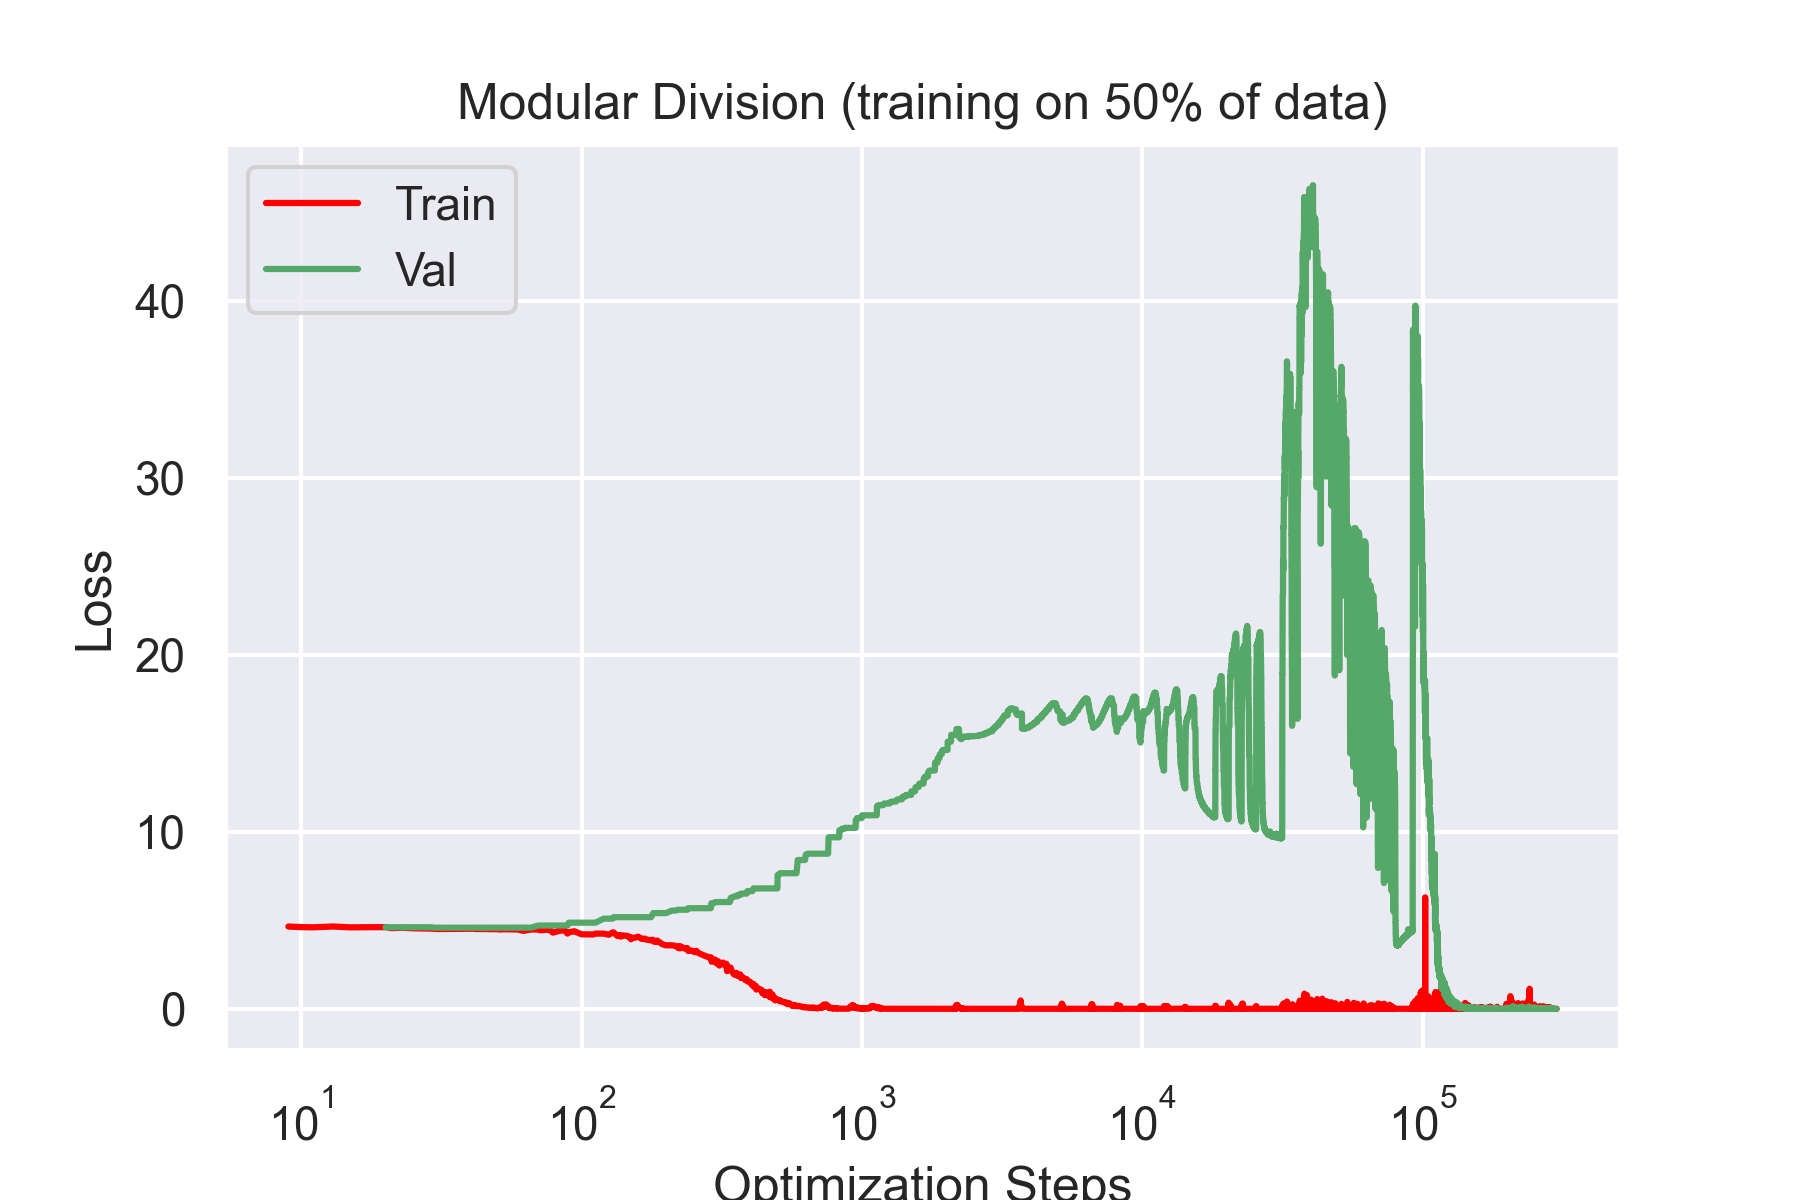 Modular Division (training on 50% of data)
Train
Val
40
30
20
10
0
Loss
10^1 10^2 10^3 10^4 10^5
Optimization Steps